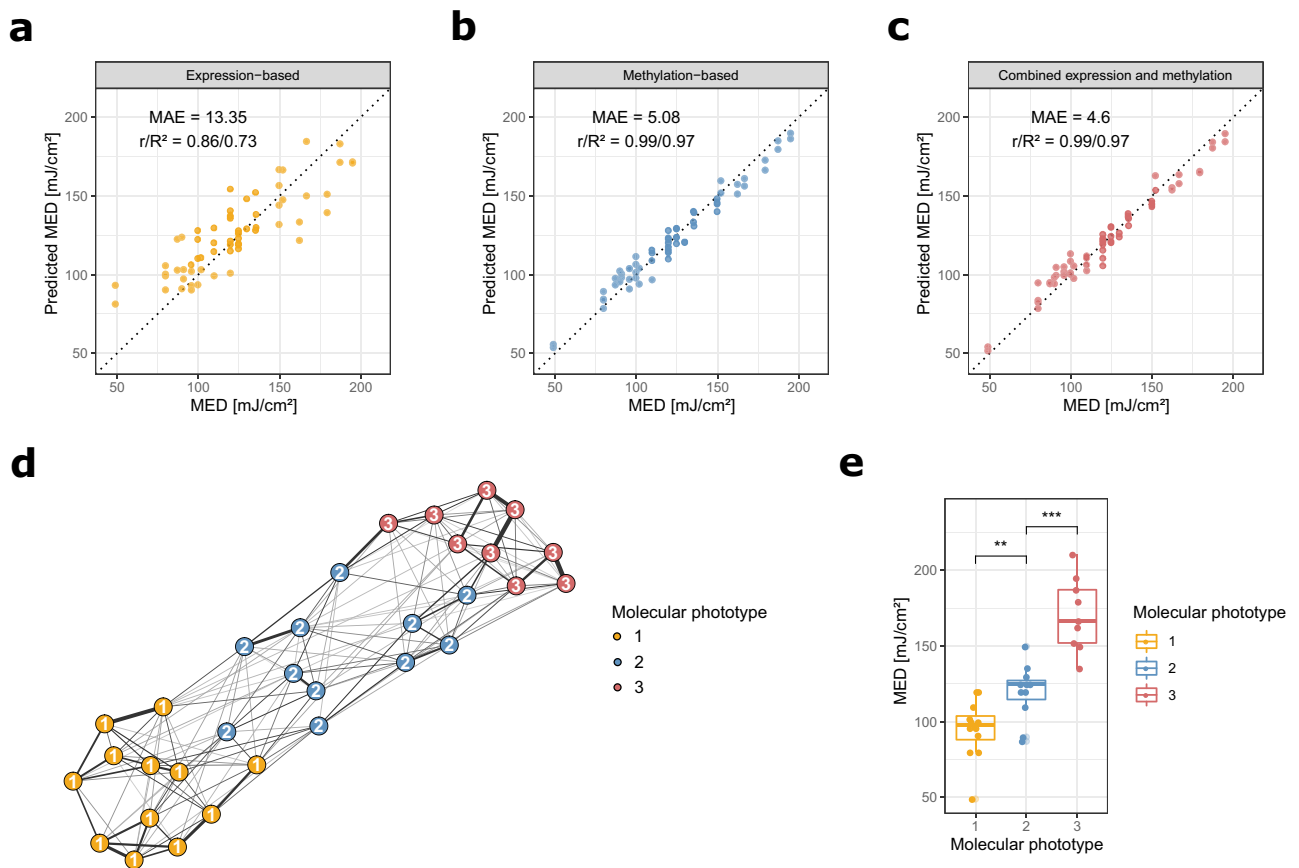 a
Expression−based
MAE = 13.35
r/R² = 0.86/0.73
Predicted MED [mJ/cm²]
200
150
100
50
50 100 150 200
MED [mJ/cm²]
b
Methylation−based
MAE = 5.08
r/R² = 0.99/0.97
Predicted MED [mJ/cm²]
200
150
100
50
50 100 150 200
MED [mJ/cm²]
c
Combined expression and methylation
MAE = 4.6
r/R² = 0.99/0.97
Predicted MED [mJ/cm²]
200
150
100
50
50 100 150 200
MED [mJ/cm²]
d
3
3
3
3
3
3
3
3
3
2
2
2
2
2
2
2
2
2
2
2
2
1
1
1
1
1
1
1
1
1
1
1
1
1
Molecular phototype
1
2
3
e
***
**
MED [mJ/cm²]
200
150
100
50
1 2 3
Molecular phototype
Molecular phototype
1
2
3